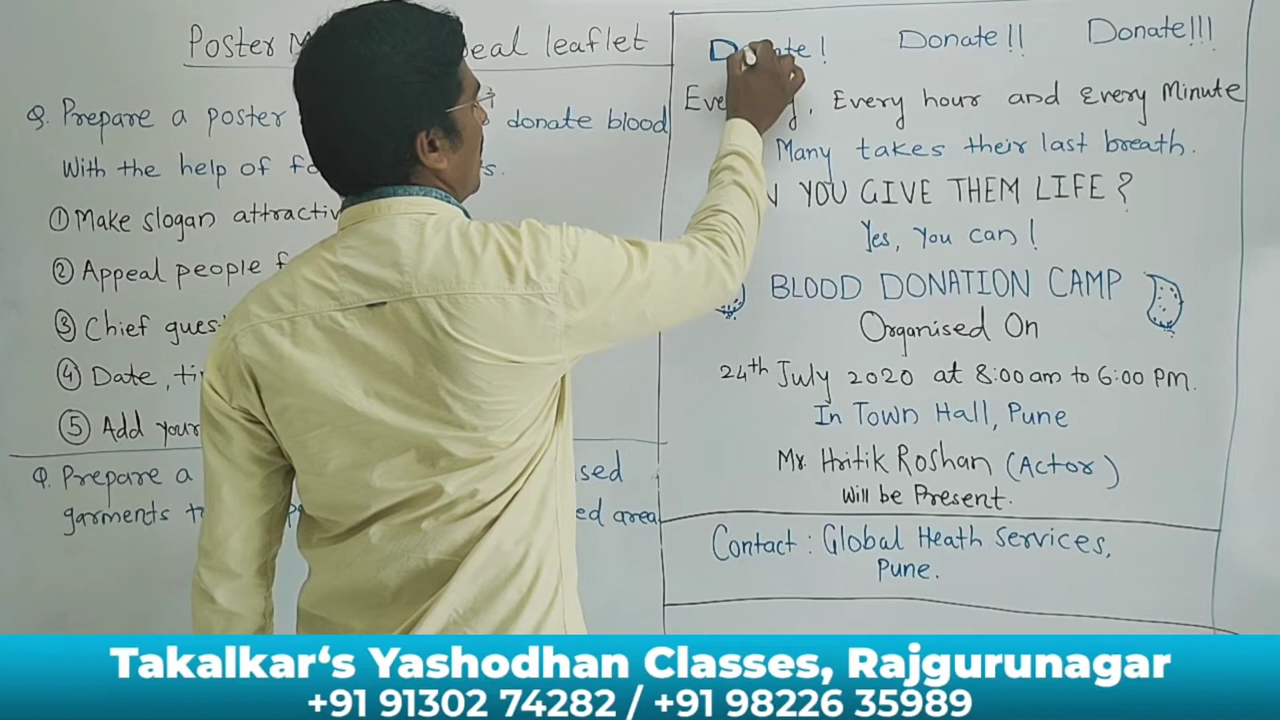 Poster M peal leaflet
Q. Prepare a poster donate blood
With the help of s.
① Make slogan attractiv
② Appeal people f
③ Chief gues
④ Date, ti
⑤ Add your
Q. Prepare a sed
garments t ed area
Donate! Donate!! Donate!!!
Eve y, Every hour and Every Minute
Many takes their last breath.
YOU GIVE THEM LIFE?
Yes, You can!
BLOOD DONATION CAMP
Organised On
24th July 2020 at 8:00 am to 6:00 PM.
In Town Hall, Pune
Mr. Hritik Roshan (Actor)
will be Present.
Contact: Global Heath Services,
Pune.
Takalkar‘s Yashodhan Classes, Rajgurunagar
+91 91302 74282 / +91 98226 35989